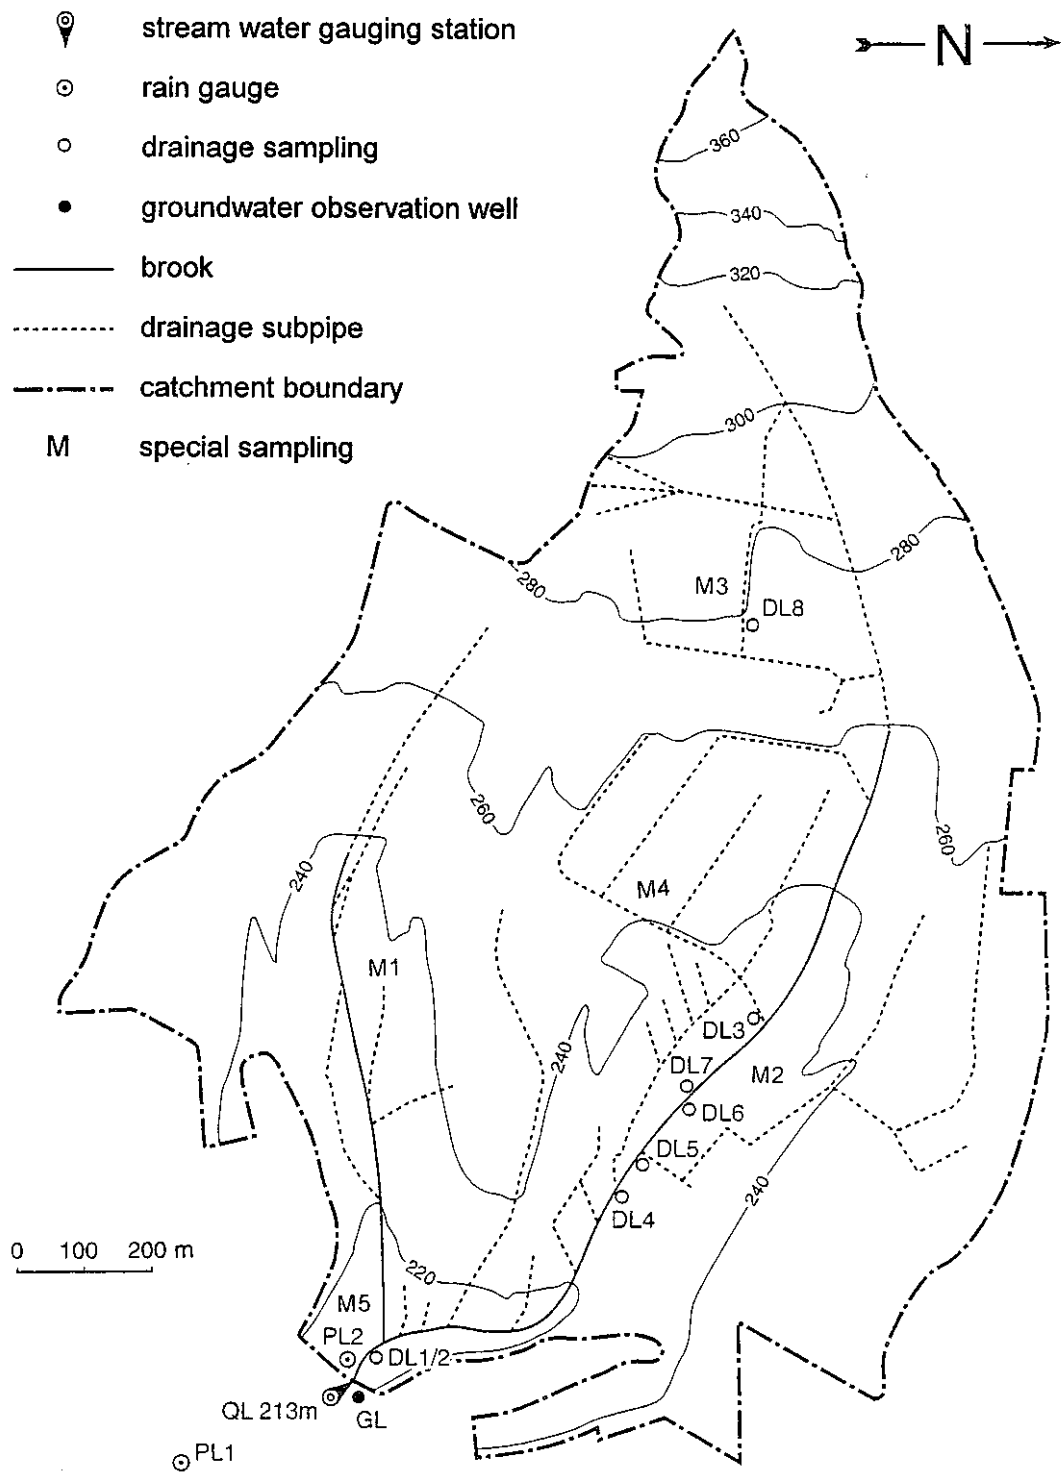 stream water gauging station
N
rain gauge
drainage sampling
groundwater observation well
brook
drainage subpipe
catchment boundary
M special sampling
360
340
320
300
280
280
M3
DL8
260
260
240
M4
M1
DL3
240
DL7
M2
DL6
DL5
240
DL4
0 100 200 m
220
M5
PL2
DL1/2
QL 213m
GL
PL1